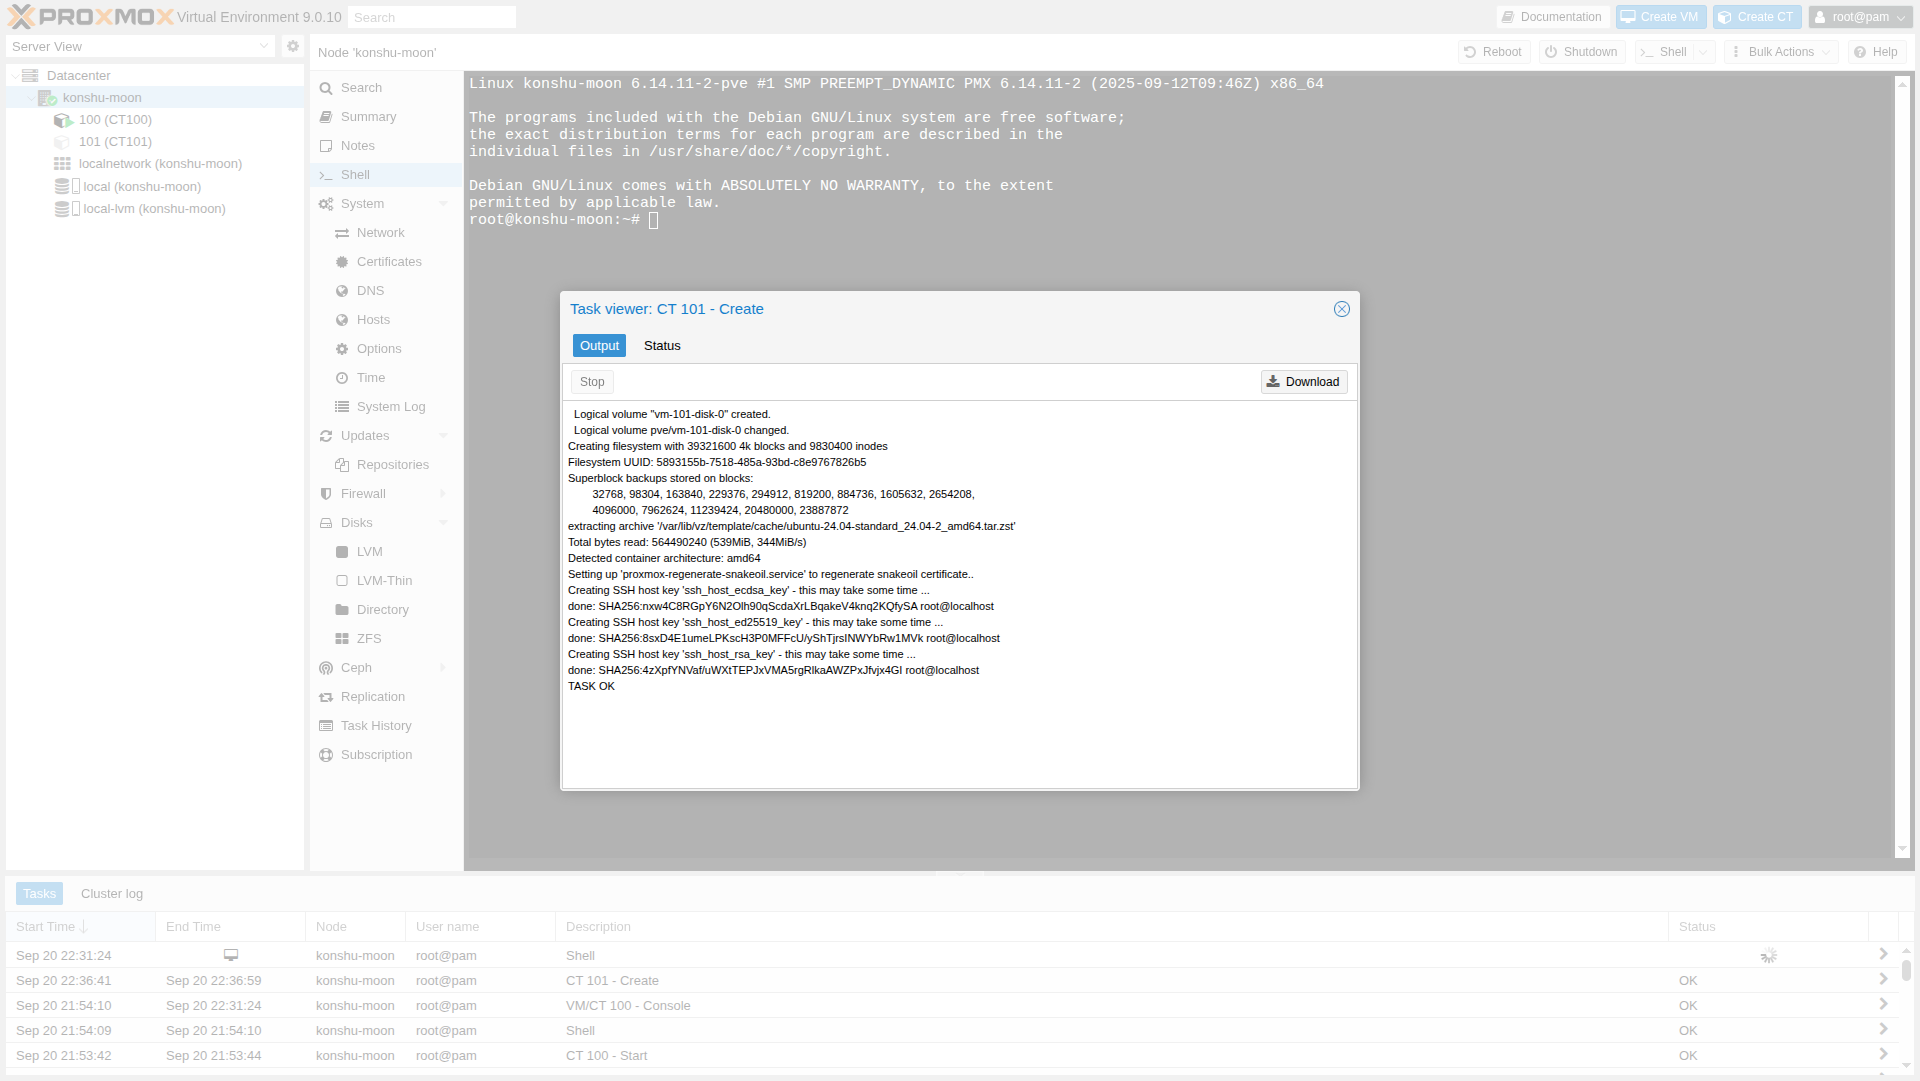 PROXMOX Virtual Environment 9.0.10 Search Documentation Create VM Create CT root@pam
Server View
Node 'konshu-moon' Reboot Shutdown Shell Bulk Actions Help
Datacenter
konshu-moon
100 (CT100)
101 (CT101)
localnetwork (konshu-moon)
local (konshu-moon)
local-lvm (konshu-moon)
Search
Summary
Notes
Shell
System
Network
Certificates
DNS
Hosts
Options
Time
System Log
Updates
Repositories
Firewall
Disks
LVM
LVM-Thin
Directory
ZFS
Ceph
Replication
Task History
Subscription
Linux konshu-moon 6.14.11-2-pve #1 SMP PREEMPT_DYNAMIC PMX 6.14.11-2 (2025-09-12T09:46Z) x86_64
The programs included with the Debian GNU/Linux system are free software;
the exact distribution terms for each program are described in the
individual files in /usr/share/doc/*/copyright.
Debian GNU/Linux comes with ABSOLUTELY NO WARRANTY, to the extent
permitted by applicable law.
root@konshu-moon:~#
Task viewer: CT 101 - Create
Output Status
Stop Download
Logical volume "vm-101-disk-0" created.
Logical volume pve/vm-101-disk-0 changed.
Creating filesystem with 39321600 4k blocks and 9830400 inodes
Filesystem UUID: 5893155b-7518-485a-93bd-c8e9767826b5
Superblock backups stored on blocks:
32768, 98304, 163840, 229376, 294912, 819200, 884736, 1605632, 2654208,
4096000, 7962624, 11239424, 20480000, 23887872
extracting archive '/var/lib/vz/template/cache/ubuntu-24.04-standard_24.04-2_amd64.tar.zst'
Total bytes read: 564490240 (539MiB, 344MiB/s)
Detected container architecture: amd64
Setting up 'proxmox-regenerate-snakeoil.service' to regenerate snakeoil certificate..
Creating SSH host key 'ssh_host_ecdsa_key' - this may take some time ...
done: SHA256:nxw4C8RGpY6N2Olh90qScdaXrLBqakeV4knq2KQfySA root@localhost
Creating SSH host key 'ssh_host_ed25519_key' - this may take some time ...
done: SHA256:8sxD4E1umeLPKscH3P0MFFcU/yShTjrsINWYbRw1MVk root@localhost
Creating SSH host key 'ssh_host_rsa_key' - this may take some time ...
done: SHA256:4zXpfYNVaf/uWXtTEPJxVMA5rgRlkaAWZPxJfvjx4GI root@localhost
TASK OK
Tasks Cluster log
Start Time End Time Node User name Description Status
Sep 20 22:31:24 konshu-moon root@pam Shell
Sep 20 22:36:41 Sep 20 22:36:59 konshu-moon root@pam CT 101 - Create OK
Sep 20 21:54:10 Sep 20 22:31:24 konshu-moon root@pam VM/CT 100 - Console OK
Sep 20 21:54:09 Sep 20 21:54:10 konshu-moon root@pam Shell OK
Sep 20 21:53:42 Sep 20 21:53:44 konshu-moon root@pam CT 100 - Start OK